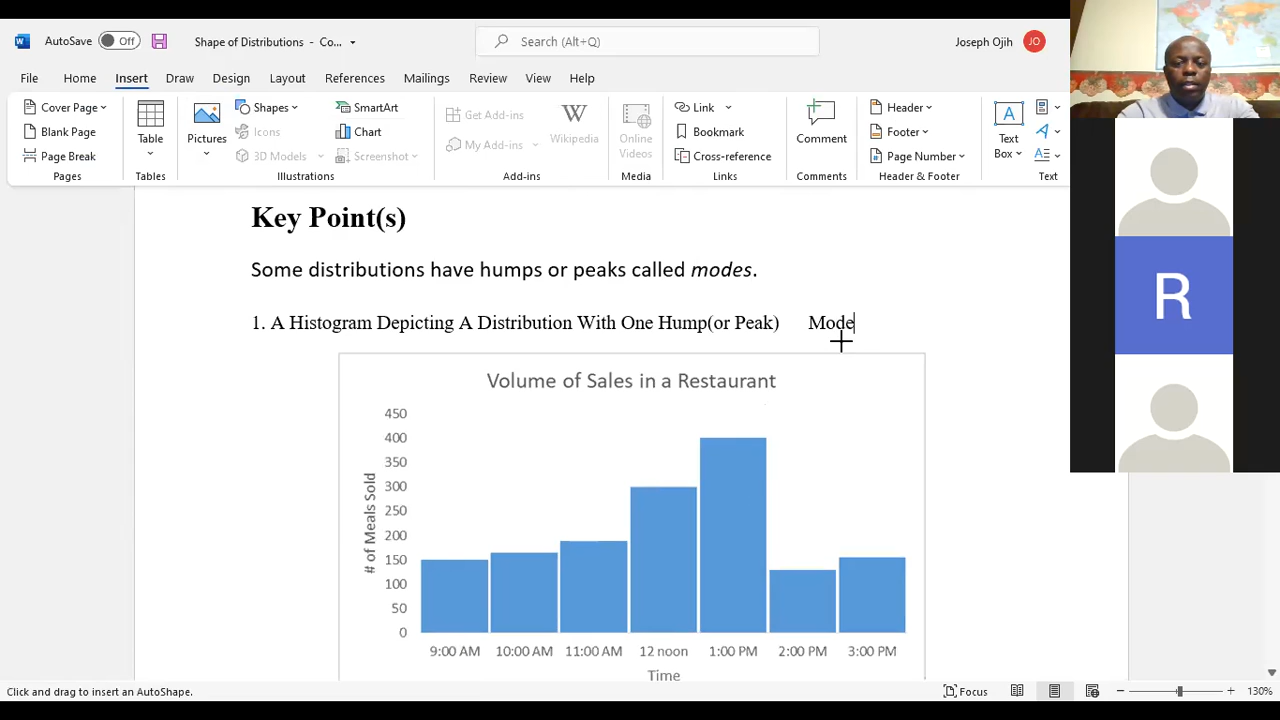 AutoSave Off Shape of Distributions - Co... Search (Alt+Q) Joseph Ojih JO
File Home Insert Draw Design Layout References Mailings Review View Help
Cover Page
Blank Page
Page Break
Pages
Table
Tables
Pictures
Shapes
Icons
3D Models
SmartArt
Chart
Screenshot
Illustrations
Get Add-ins
My Add-ins
Wikipedia
Add-ins
Online
Videos
Media
Link
Bookmark
Cross-reference
Links
Comment
Comments
Header
Footer
Page Number
Header & Footer
Text
Box
Text
Key Point(s)
Some distributions have humps or peaks called modes.
1. A Histogram Depicting A Distribution With One Hump(or Peak) Mode
Volume of Sales in a Restaurant
# of Meals Sold
450
400
350
300
250
200
150
100
50
0
9:00 AM 10:00 AM 11:00 AM 12 noon 1:00 PM 2:00 PM 3:00 PM
Time
R
Click and drag to insert an AutoShape. Focus 130%